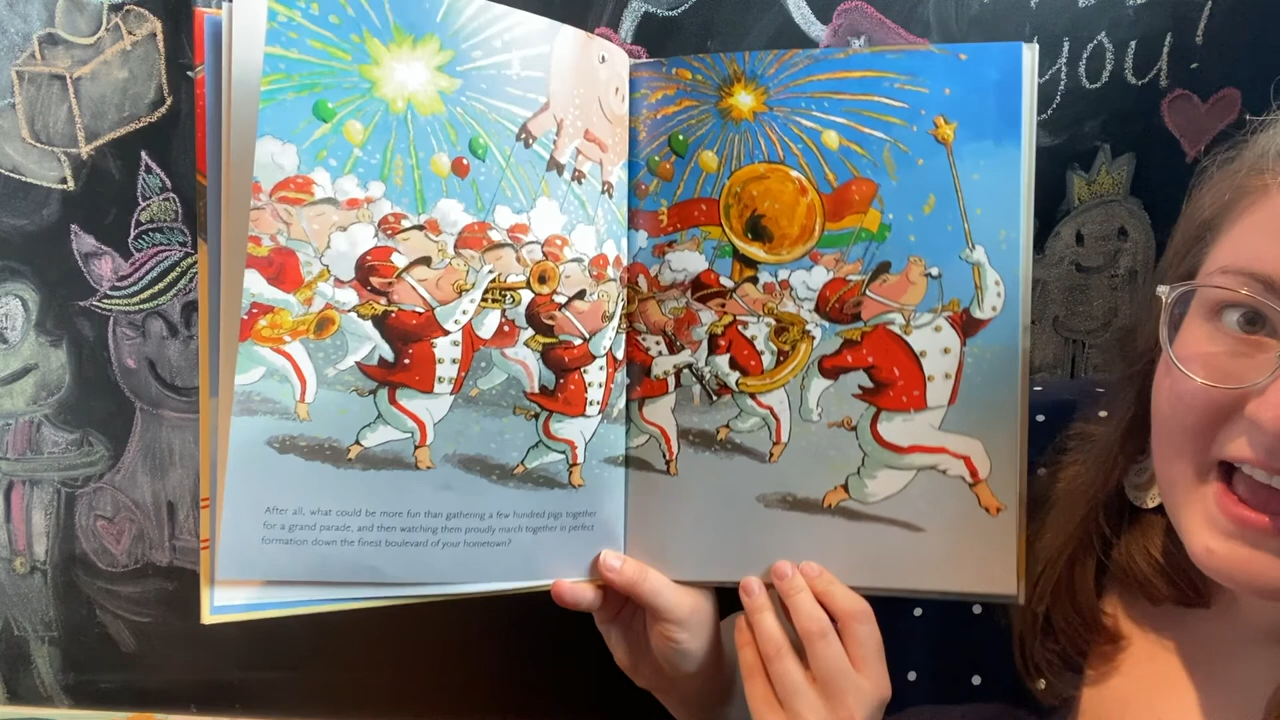 you!
After all, what could be more fun than gathering a few hundred pigs together
for a grand parade, and then watching them proudly march together in perfect
formation down the finest boulevard of your hometown?